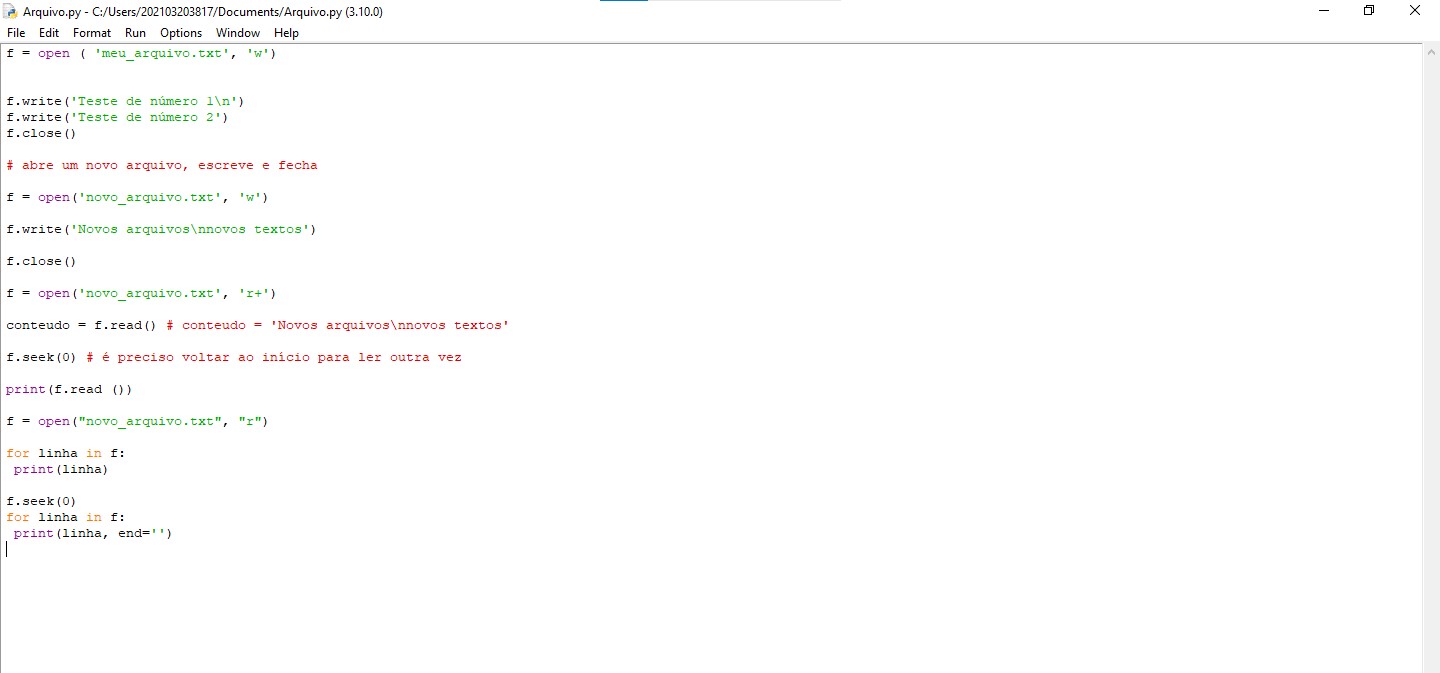 Arquivo.py - C:/Users/202103203817/Documents/Arquivo.py (3.10.0)
File Edit Format Run Options Window Help
f = open ( 'meu_arquivo.txt', 'w')
f.write('Teste de número 1\n')
f.write('Teste de número 2')
f.close()
# abre um novo arquivo, escreve e fecha
f = open('novo_arquivo.txt', 'w')
f.write('Novos arquivos\nnovos textos')
f.close()
f = open('novo_arquivo.txt', 'r+')
conteudo = f.read() # conteudo = 'Novos arquivos\nnovos textos'
f.seek(0) # é preciso voltar ao início para ler outra vez
print(f.read ())
f = open("novo_arquivo.txt", "r")
for linha in f:
 print(linha)
f.seek(0)
for linha in f:
 print(linha, end='')